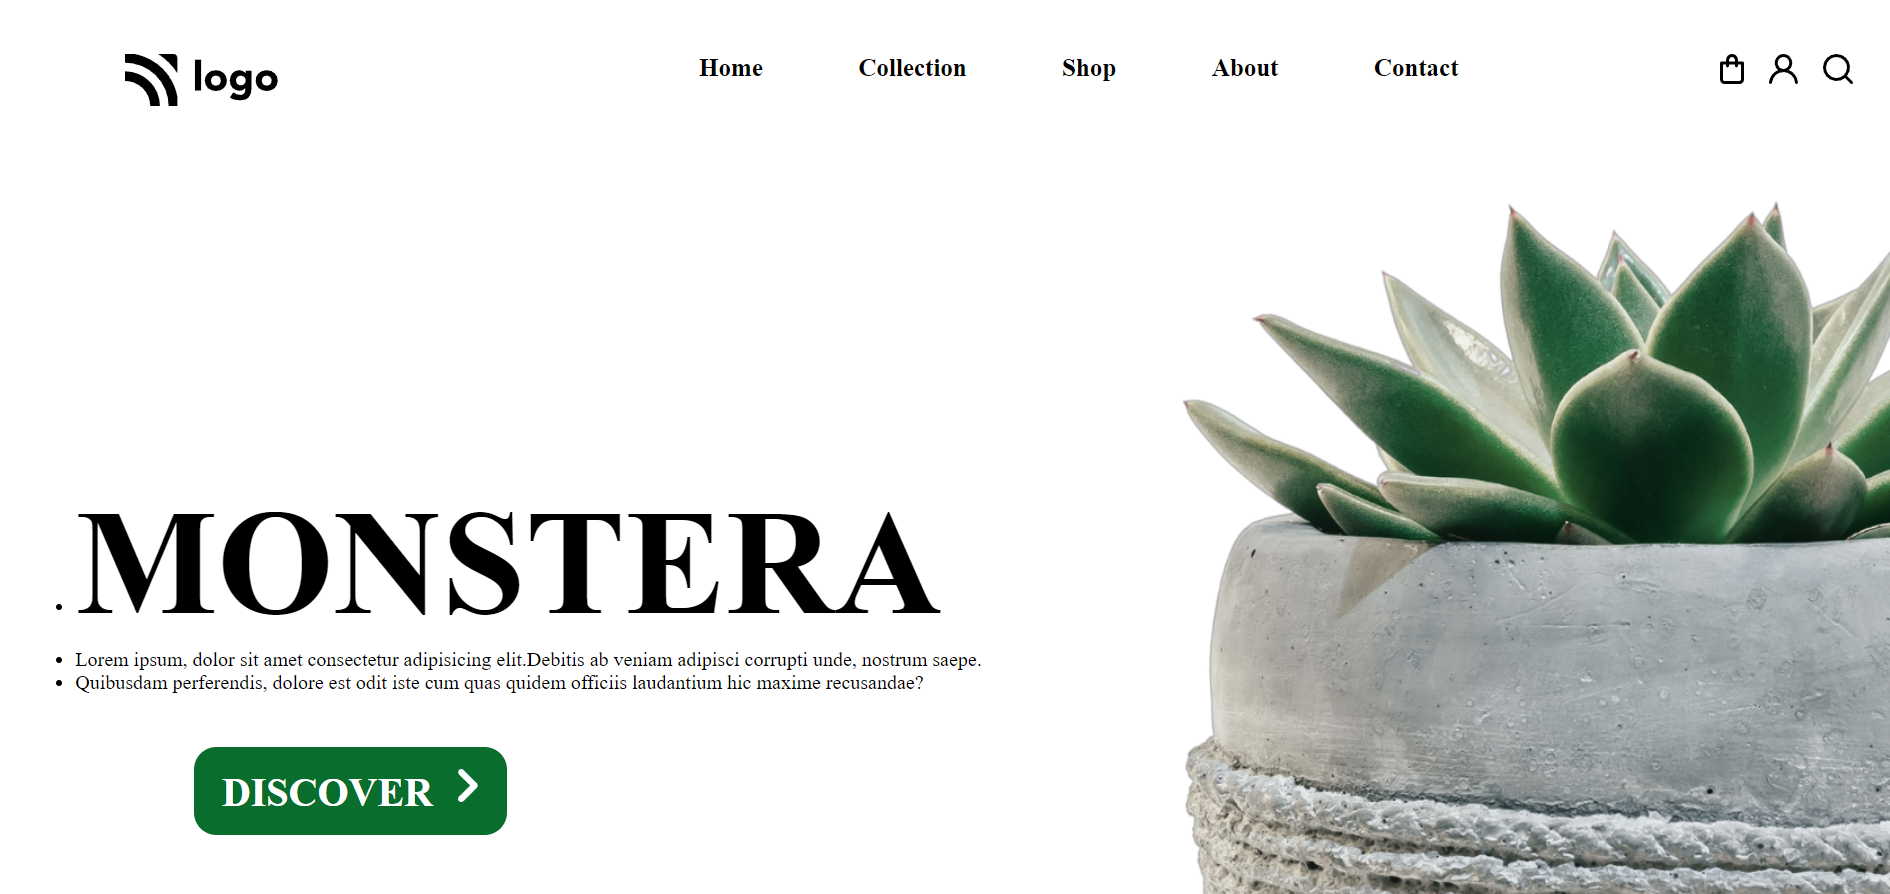 logo
Home Collection Shop About Contact
MONSTERA
Lorem ipsum, dolor sit amet consectetur adipisicing elit.Debitis ab veniam adipisci corrupti unde, nostrum saepe.
Quibusdam perferendis, dolore est odit iste cum quas quidem officiis laudantium hic maxime recusandae?
DISCOVER